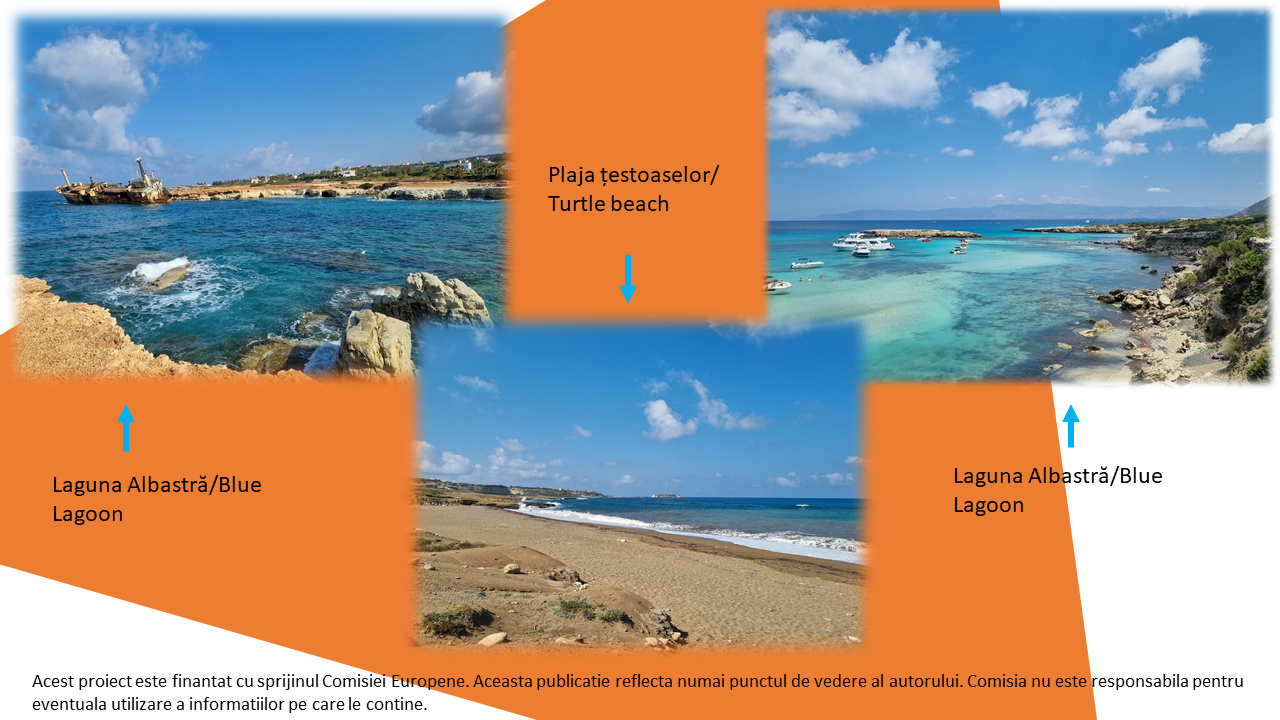 Plaja țestoaselor/
Turtle beach
Laguna Albastră/Blue
Lagoon
Laguna Albastră/Blue
Lagoon
Acest proiect este finantat cu sprijinul Comisiei Europene. Aceasta publicatie reflecta numai punctul de vedere al autorului. Comisia nu este responsabila pentru
eventuala utilizare a informatiilor pe care le contine.